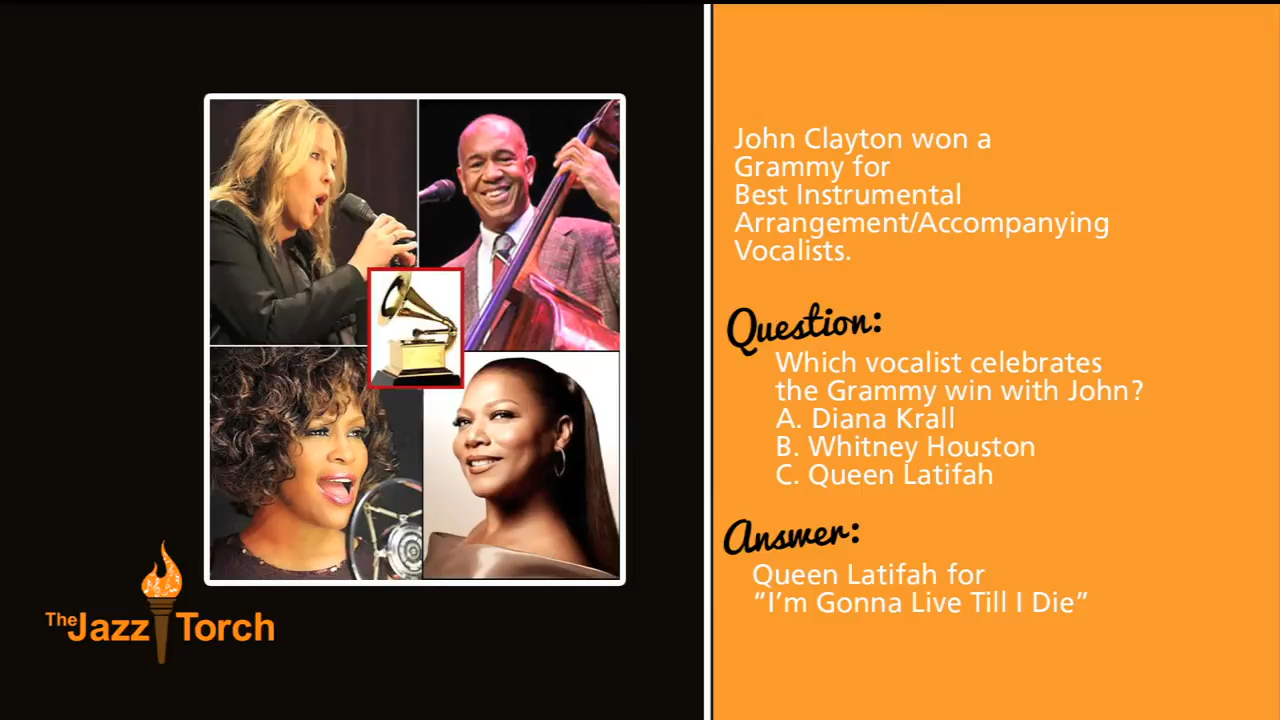 John Clayton won a
Grammy for
Best Instrumental
Arrangement/Accompanying
Vocalists.
Question:
Which vocalist celebrates
the Grammy win with John?
A. Diana Krall
B. Whitney Houston
C. Queen Latifah
Answer:
Queen Latifah for
“I’m Gonna Live Till I Die”
The Jazz Torch